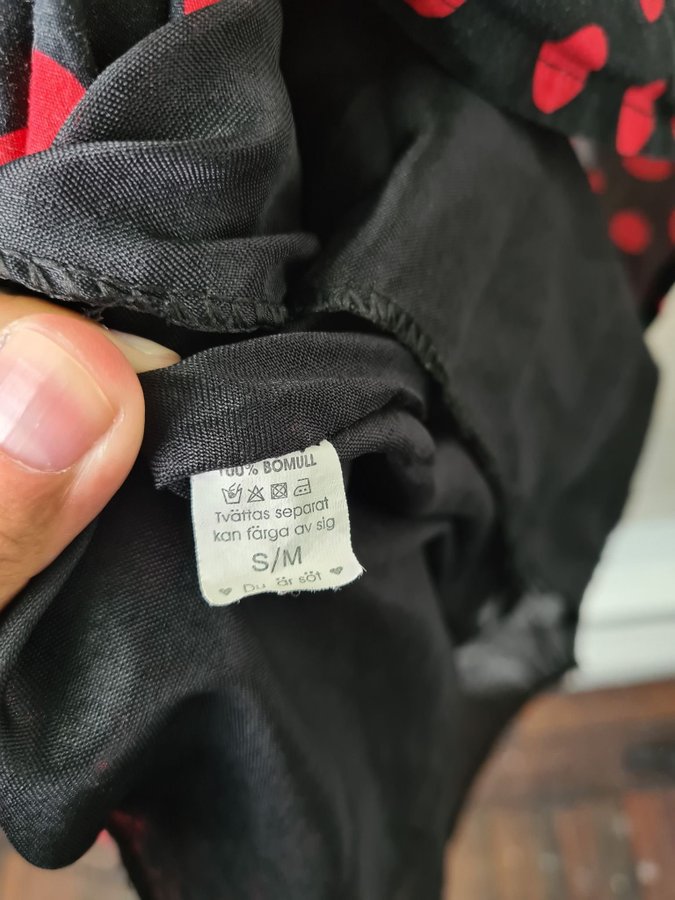 100% BOMULL
Tvättas separat
kan färga av sig
S/M
Du är söt